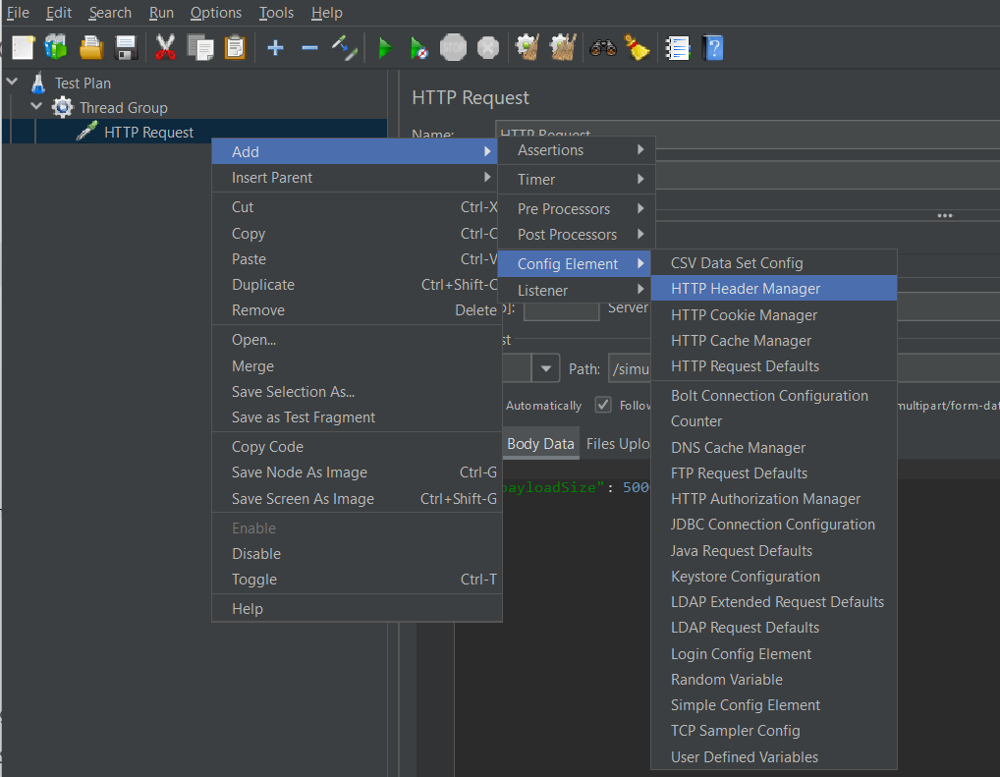 File Edit Search Run Options Tools Help
STOP
Test Plan
Thread Group
HTTP Request
HTTP Request
Name: HTTP Request
Add
Insert Parent
Cut Ctrl-X
Copy Ctrl-C
Paste Ctrl-V
Duplicate Ctrl+Shift-C
Remove Delete
Open...
Merge
Save Selection As...
Save as Test Fragment
Copy Code
Save Node As Image Ctrl-G
Save Screen As Image Ctrl+Shift-G
Enable
Disable
Toggle Ctrl-T
Help
Assertions
Timer
Pre Processors
Post Processors
Config Element
Listener
CSV Data Set Config
HTTP Header Manager
HTTP Cookie Manager
HTTP Cache Manager
HTTP Request Defaults
Bolt Connection Configuration
Counter
DNS Cache Manager
FTP Request Defaults
HTTP Authorization Manager
JDBC Connection Configuration
Java Request Defaults
Keystore Configuration
LDAP Extended Request Defaults
LDAP Request Defaults
Login Config Element
Random Variable
Simple Config Element
TCP Sampler Config
User Defined Variables
]: Server
st
Path: /simu
Automatically Follow multipart/form-dat
Body Data Files Uplo
payloadSize": 500